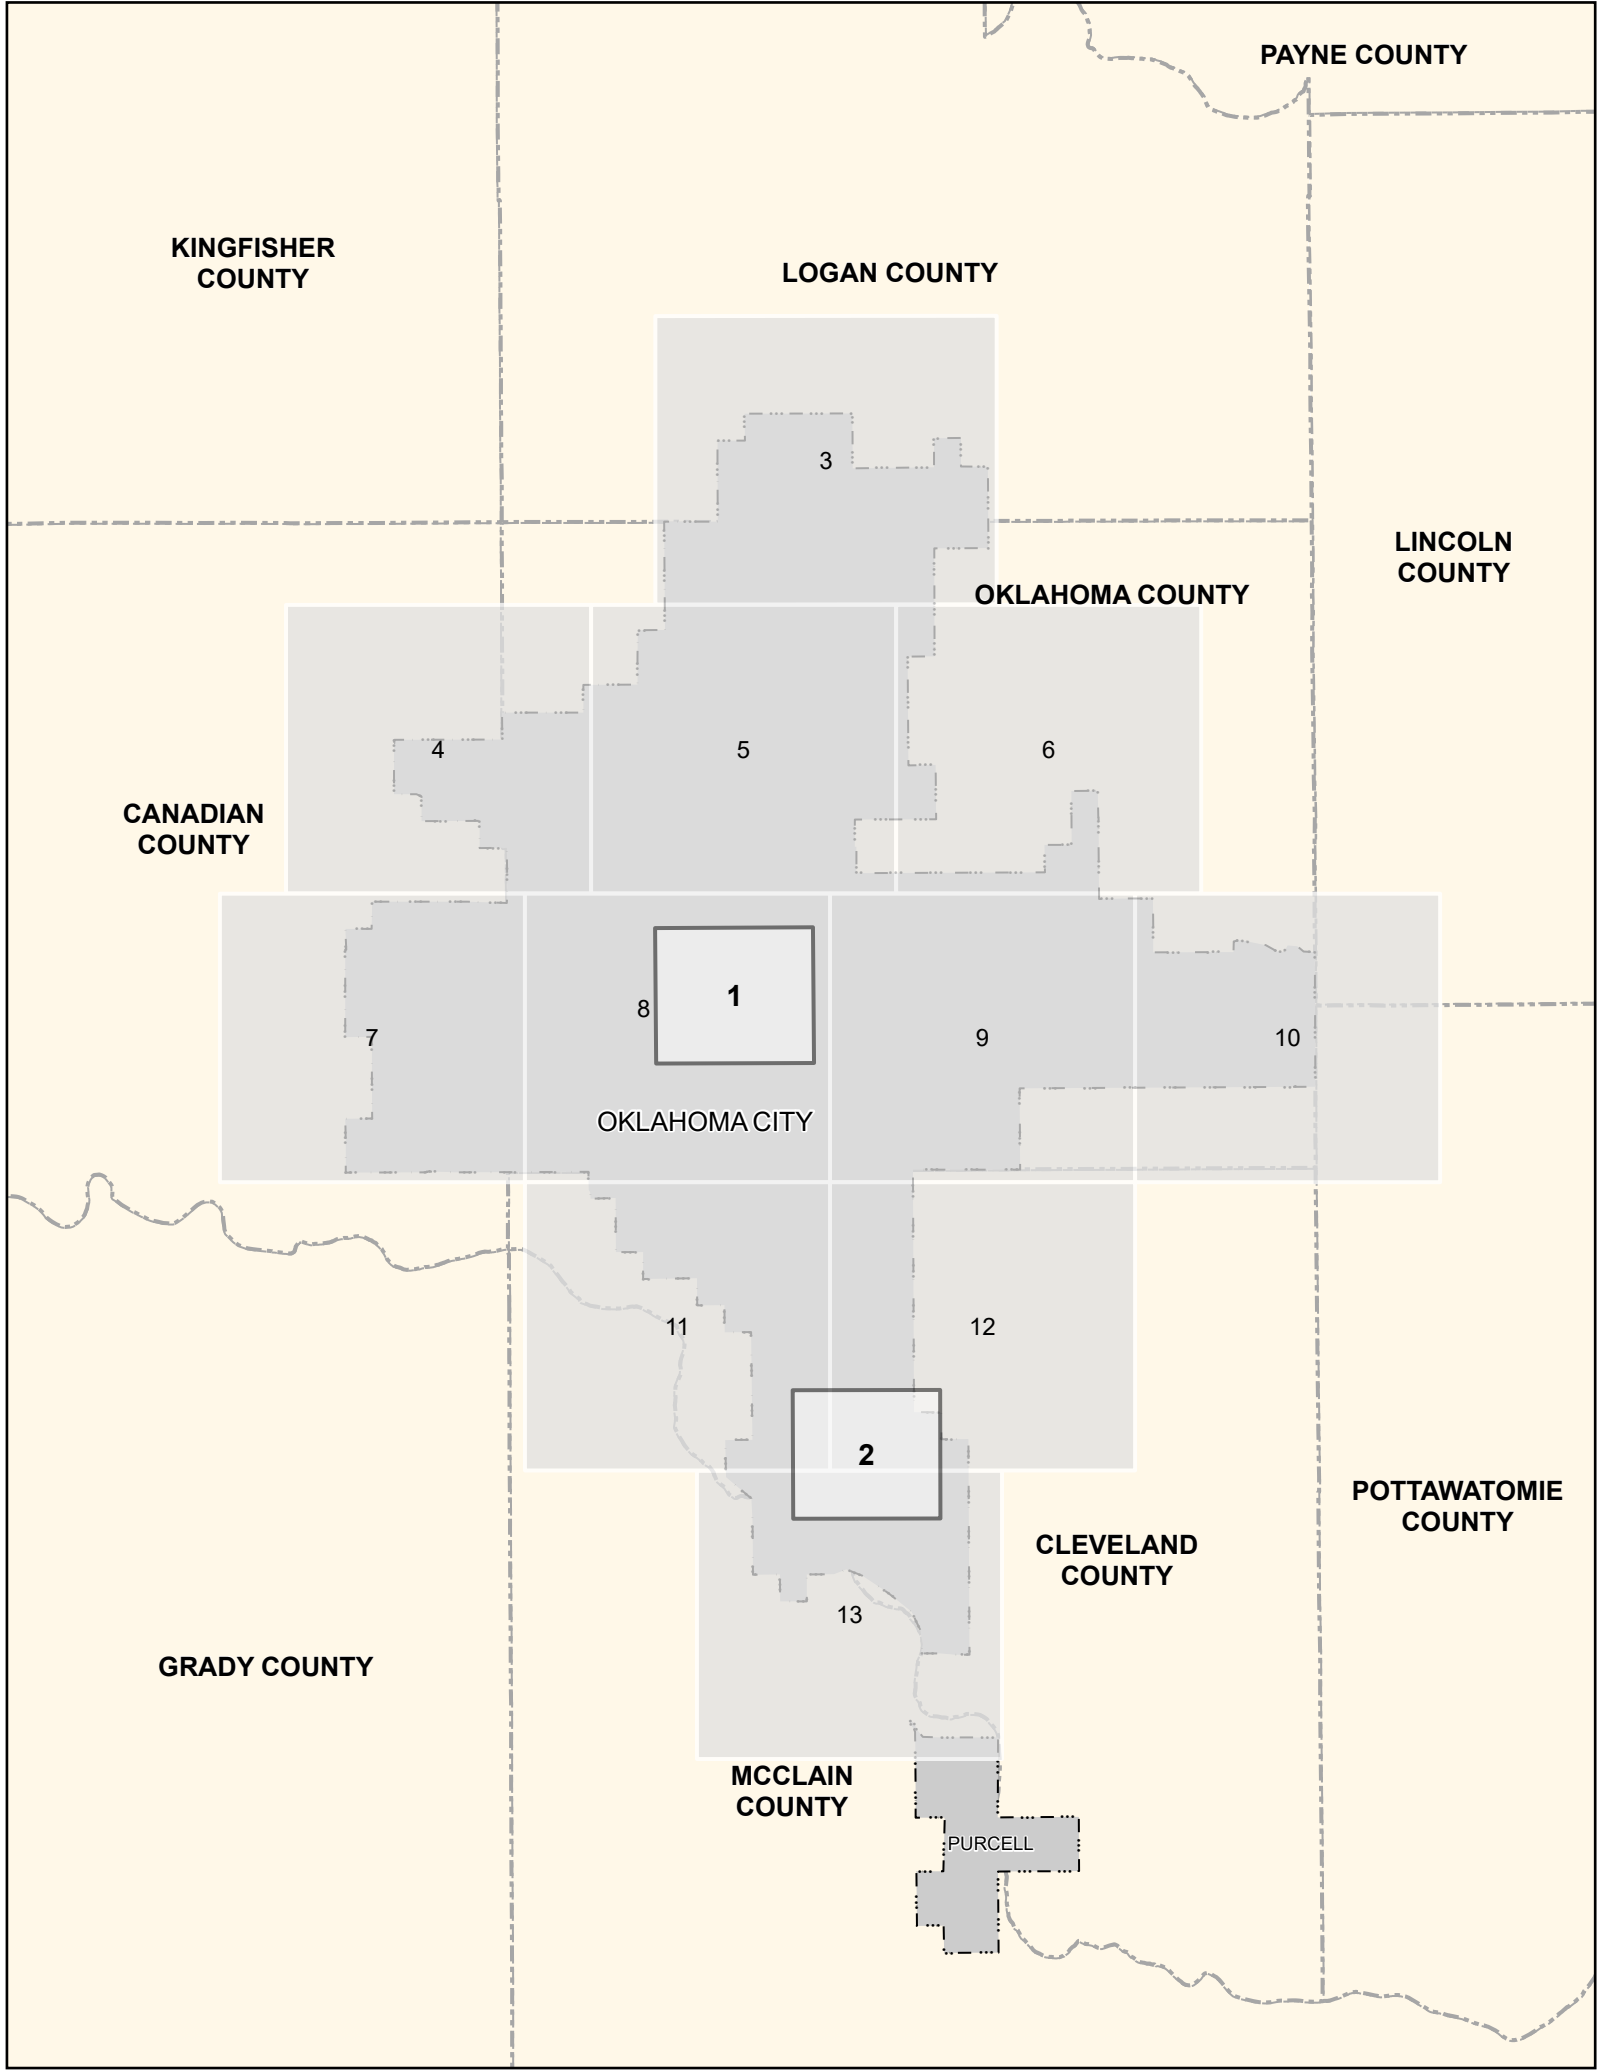 PAYNE COUNTY
KINGFISHER
COUNTY
LOGAN COUNTY
3
LINCOLN
COUNTY
OKLAHOMA COUNTY
4
5
6
CANADIAN
COUNTY
1
8
7
9
10
OKLAHOMA CITY
11
12
2
POTTAWATOMIE
COUNTY
CLEVELAND
COUNTY
13
GRADY COUNTY
MCCLAIN
COUNTY
PURCELL